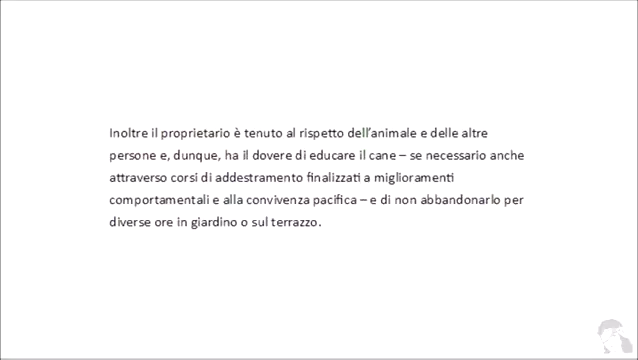 Inoltre il proprietario è tenuto al rispetto dell’animale e delle altre
persone e, dunque, ha il dovere di educare il cane – se necessario anche
attraverso corsi di addestramento finalizzati a miglioramenti
comportamentali e alla convivenza pacifica – e di non abbandonarlo per
diverse ore in giardino o sul terrazzo.